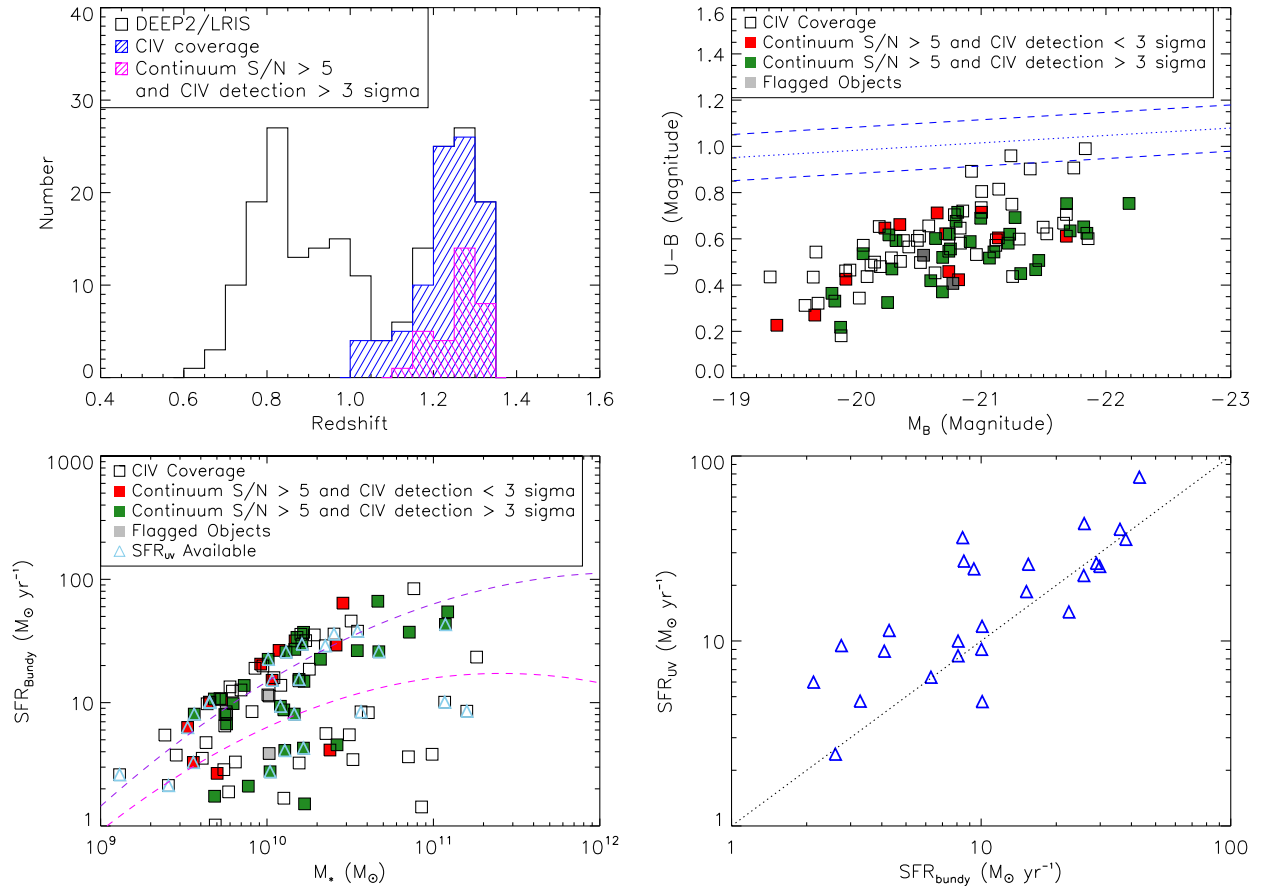 40
30
20
10
0
Number
DEEP2/LRIS
CIV coverage
Continuum S/N > 5
and CIV detection > 3 sigma
0.4 0.6 0.8 1.0 1.2 1.4 1.6
Redshift
1.6
1.4
1.2
1.0
0.8
0.6
0.4
0.2
0.0
U-B (Magnitude)
CIV Coverage
Continuum S/N > 5 and CIV detection < 3 sigma
Continuum S/N > 5 and CIV detection > 3 sigma
Flagged Objects
-19 -20 -21 -22 -23
M_B (Magnitude)
1000
100
10
1
SFR_Bundy (M⊙ yr⁻¹)
CIV Coverage
Continuum S/N > 5 and CIV detection < 3 sigma
Continuum S/N > 5 and CIV detection > 3 sigma
Flagged Objects
SFR_UV Available
10⁹ 10¹⁰ 10¹¹ 10¹²
M_* (M⊙)
100
10
1
SFR_UV (M⊙ yr⁻¹)
1 10 100
SFR_bundy (M⊙ yr⁻¹)